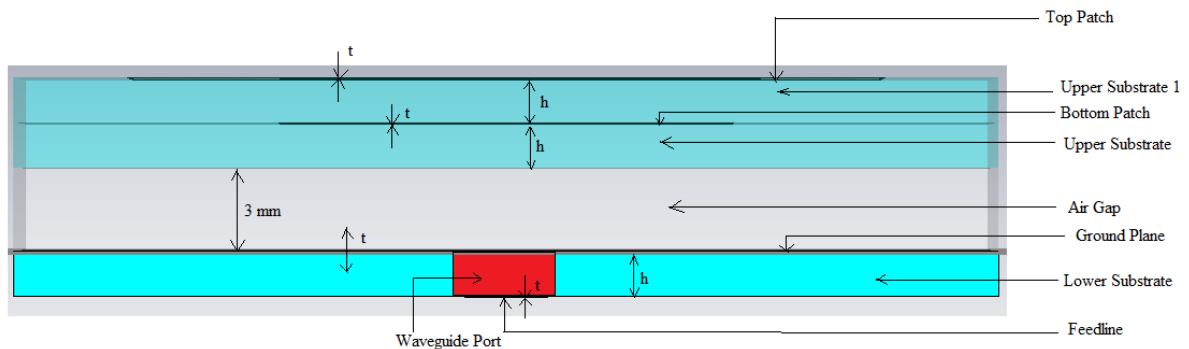 Top Patch
t
Upper Substrate 1
h
t
Bottom Patch
h
Upper Substrate
3 mm
Air Gap
t
Ground Plane
h
Lower Substrate
t
Waveguide Port
Feedline